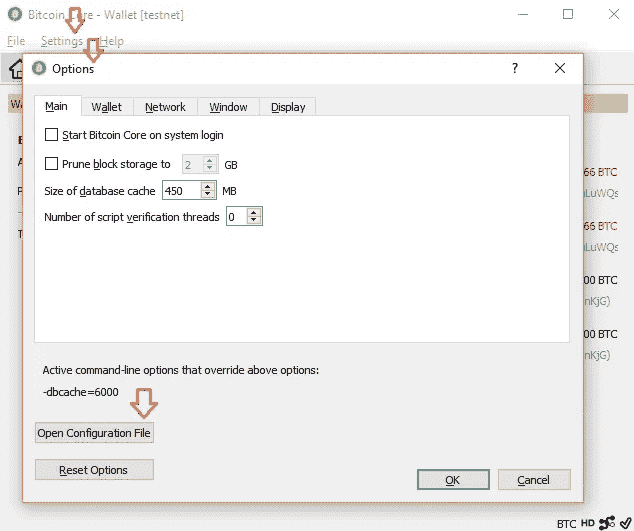 Bitcoin Core - Wallet [testnet]
File Settings Help
Options
Main Wallet Network Window Display
Start Bitcoin Core on system login
Prune block storage to 2 GB
Size of database cache 450 MB
Number of script verification threads 0
66 BTC
LuWQs
66 BTC
LuWQs
00 BTC
nKjG)
00 BTC
nKjG)
Active command-line options that override above options:
-dbcache=6000
Open Configuration File
Reset Options
OK Cancel
BTC HD